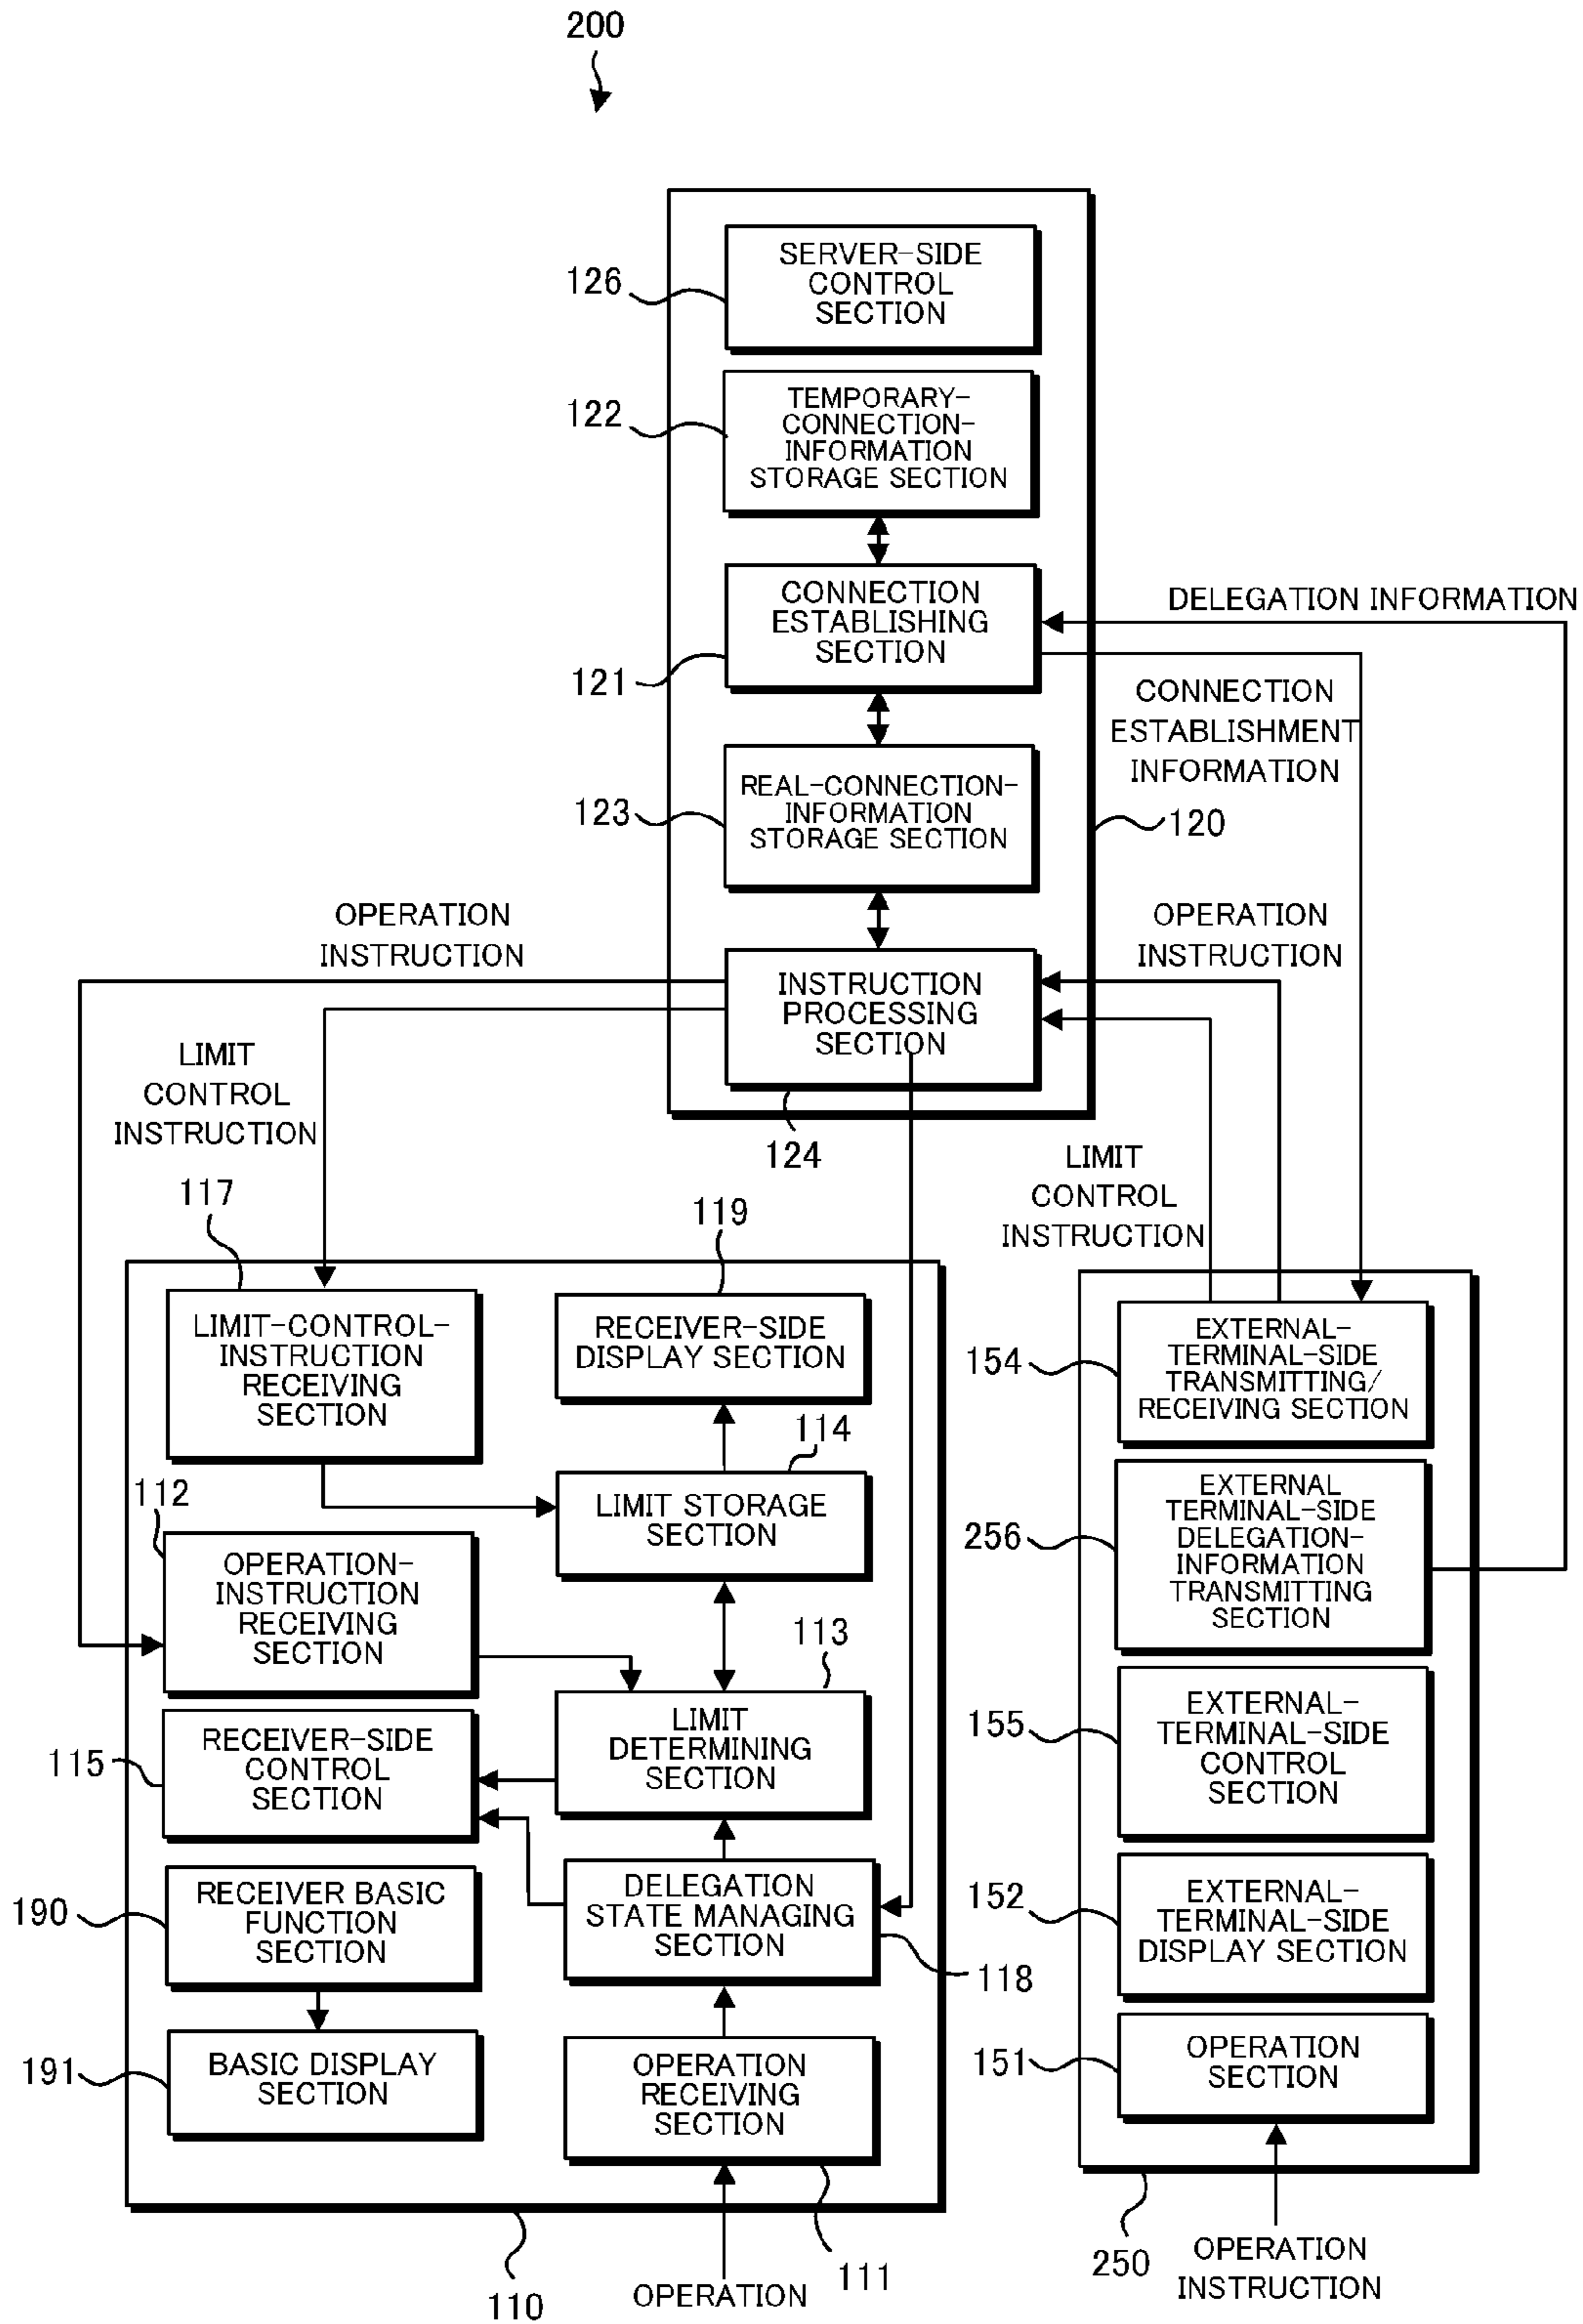 200
SERVER-SIDE
CONTROL
SECTION
126
TEMPORARY-
CONNECTION-
INFORMATION
STORAGE SECTION
122
CONNECTION
ESTABLISHING
SECTION
121
DELEGATION INFORMATION
CONNECTION
ESTABLISHMENT
INFORMATION
REAL-CONNECTION-
INFORMATION
STORAGE SECTION
123
120
OPERATION
INSTRUCTION
OPERATION
INSTRUCTION
INSTRUCTION
PROCESSING
SECTION
124
LIMIT
CONTROL
INSTRUCTION
LIMIT
CONTROL
INSTRUCTION
117
119
LIMIT-CONTROL-
INSTRUCTION
RECEIVING
SECTION
RECEIVER-SIDE
DISPLAY SECTION
114
LIMIT STORAGE
SECTION
112
OPERATION-
INSTRUCTION
RECEIVING
SECTION
113
LIMIT
DETERMINING
SECTION
115
RECEIVER-SIDE
CONTROL
SECTION
DELEGATION
STATE MANAGING
SECTION
118
190
RECEIVER BASIC
FUNCTION
SECTION
191
BASIC DISPLAY
SECTION
OPERATION
RECEIVING
SECTION
111
110
OPERATION
154
EXTERNAL-
TERMINAL-SIDE
TRANSMITTING/
RECEIVING SECTION
256
EXTERNAL
TERMINAL-SIDE
DELEGATION-
INFORMATION
TRANSMITTING
SECTION
155
EXTERNAL-
TERMINAL-SIDE
CONTROL
SECTION
152
EXTERNAL-
TERMINAL-SIDE
DISPLAY SECTION
151
OPERATION
SECTION
250
OPERATION
INSTRUCTION